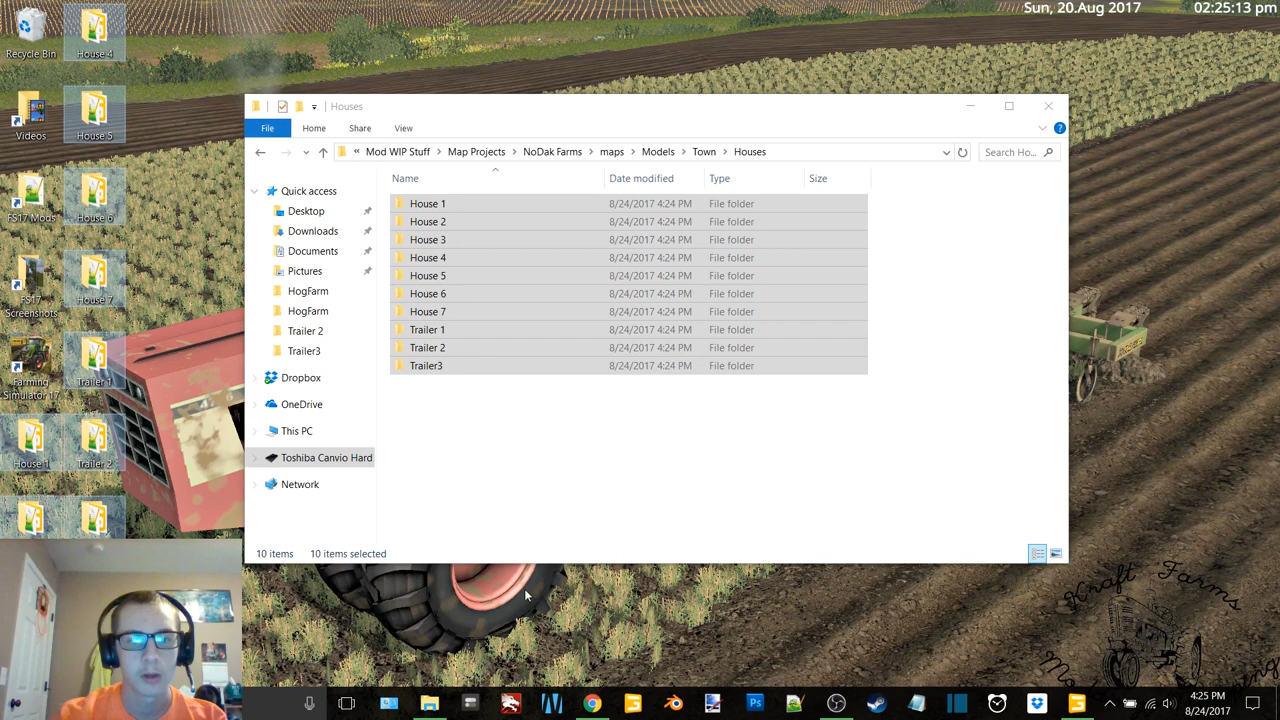 Sun, 20.Aug 2017 02:25:13 pm
Recycle Bin
House 4
Videos
House 5
FS17 Mods
House 6
FS17 Screenshots
House 7
Farming Simulator 17
Trailer 1
House 1
Trailer 2
Houses
File Home Share View
« Mod WIP Stuff > Map Projects > NoDak Farms > maps > Models > Town > Houses
Search Ho...
Name Date modified Type Size
Quick access
Desktop
Downloads
Documents
Pictures
HogFarm
HogFarm
Trailer 2
Trailer3
Dropbox
OneDrive
This PC
Toshiba Canvio Hard
Network
House 1 8/24/2017 4:24 PM File folder
House 2 8/24/2017 4:24 PM File folder
House 3 8/24/2017 4:24 PM File folder
House 4 8/24/2017 4:24 PM File folder
House 5 8/24/2017 4:24 PM File folder
House 6 8/24/2017 4:24 PM File folder
House 7 8/24/2017 4:24 PM File folder
Trailer 1 8/24/2017 4:24 PM File folder
Trailer 2 8/24/2017 4:24 PM File folder
Trailer3 8/24/2017 4:24 PM File folder
10 items 10 items selected
Kraft Farms
Ps
4:25 PM
8/24/2017